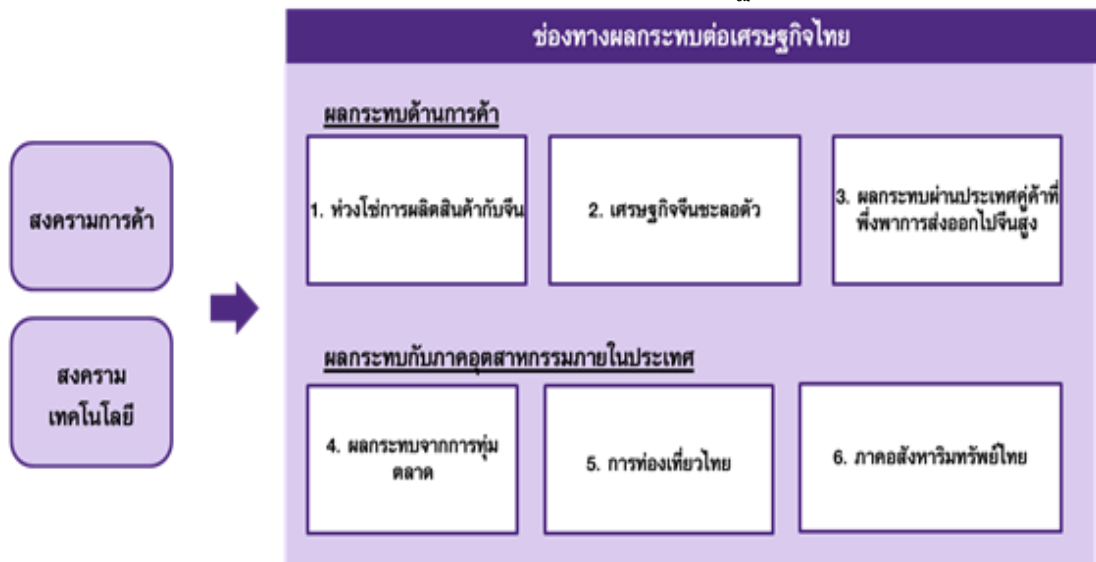 ช่องทางผลกระทบต่อเศรษฐกิจไทย
สงครามการค้า
สงคราม
เทคโนโลยี
ผลกระทบด้านการค้า
1. ห่วงโซ่การผลิตสินค้ากับจีน
2. เศรษฐกิจจีนชะลอตัว
3. ผลกระทบผ่านประเทศคู่ค้าที่
พึ่งพาการส่งออกไปจีนสูง
ผลกระทบกับภาคอุตสาหกรรมภายในประเทศ
4. ผลกระทบจากการทุ่ม
ตลาด
5. การท่องเที่ยวไทย
6. ภาคอสังหาริมทรัพย์ไทย